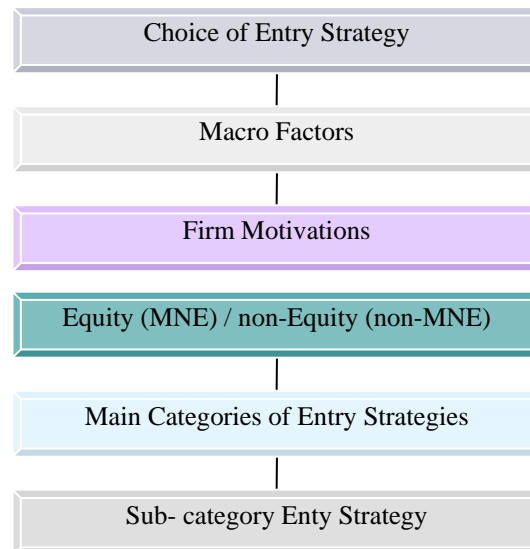 Choice of Entry Strategy
Macro Factors
Firm Motivations
Equity (MNE) / non-Equity (non-MNE)
Main Categories of Entry Strategies
Sub- category Enty Strategy